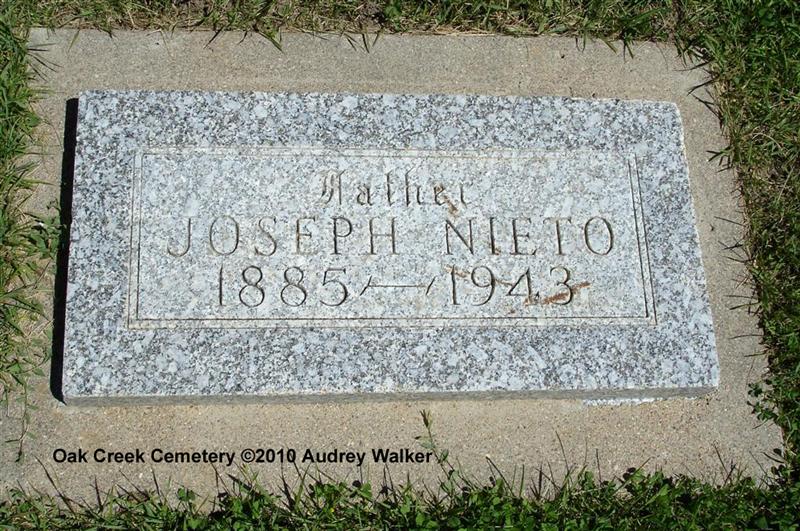 Father
JOSEPH NIETO
1885—1943
Oak Creek Cemetery ©2010 Audrey Walker